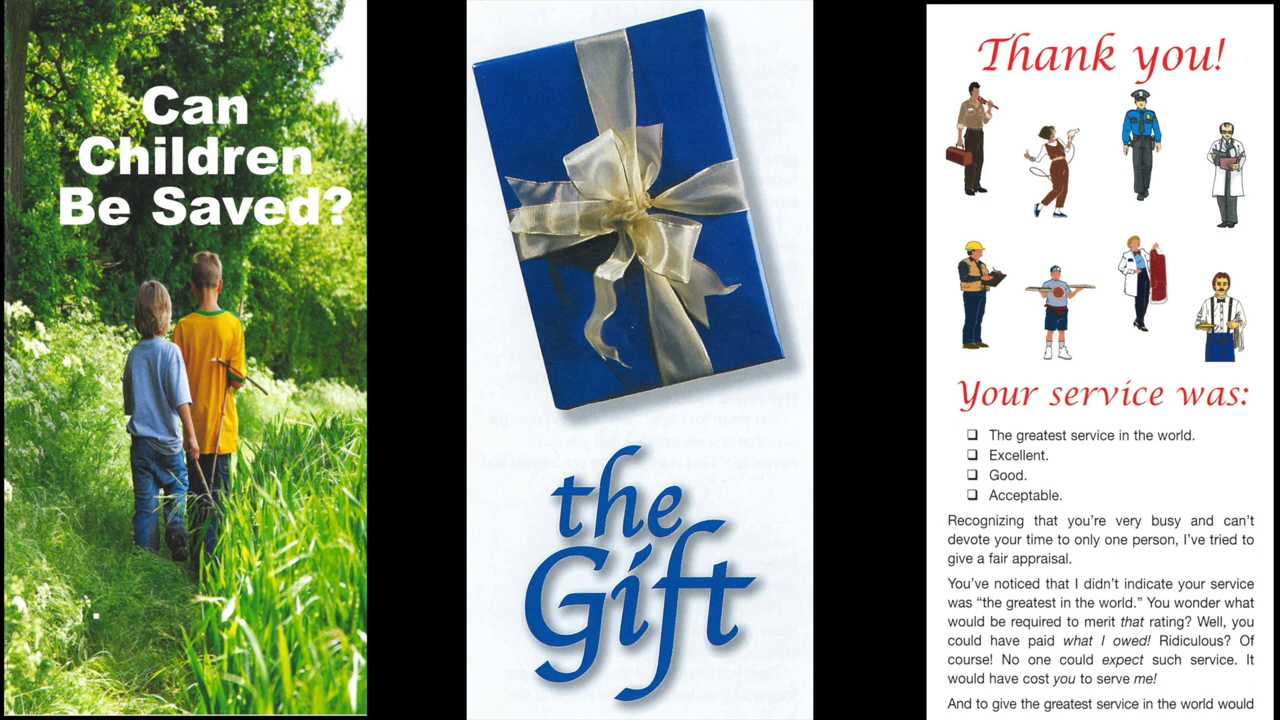 Can
Children
Be Saved?
the
Gift
Thank you!
Your service was:
❑ The greatest service in the world.
❑ Excellent.
❑ Good.
❑ Acceptable.
Recognizing that you're very busy and can't
devote your time to only one person, I've tried to
give a fair appraisal.
You've noticed that I didn't indicate your service
was “the greatest in the world.” You wonder what
would be required to merit that rating? Well, you
could have paid what I owed! Ridiculous? Of
course! No one could expect such service. It
would have cost you to serve me!
And to give the greatest service in the world would